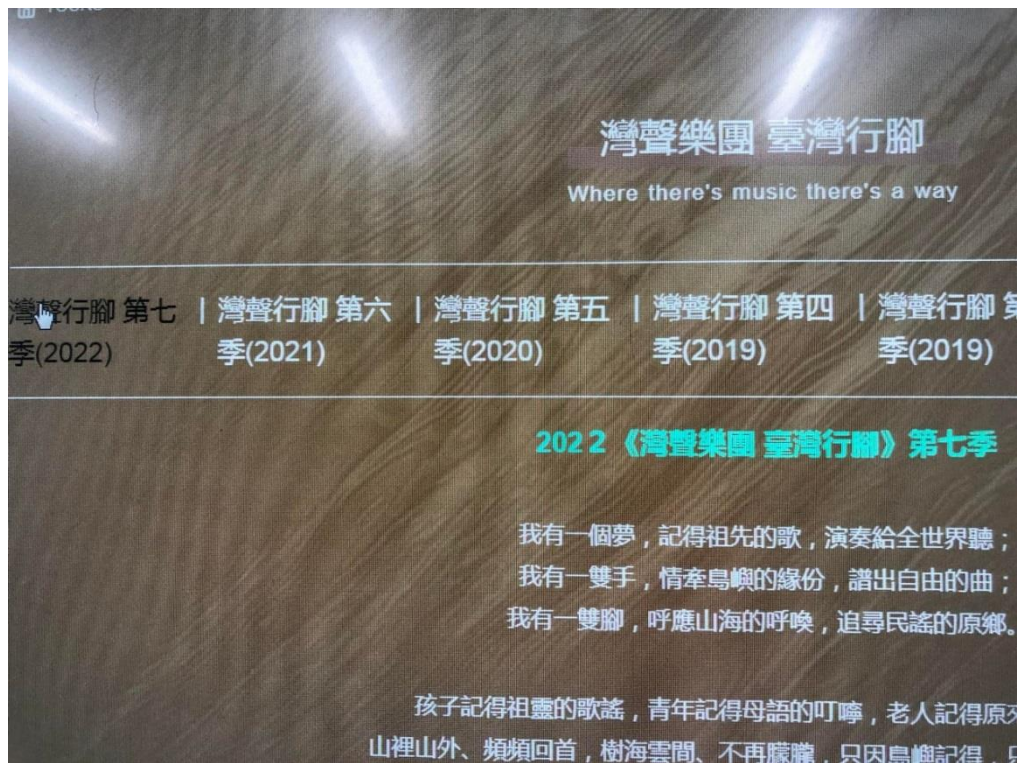 TOURS
灣聲樂團 臺灣行腳
Where there's music there's a way
灣聲行腳 第七 | 灣聲行腳 第六 | 灣聲行腳 第五 | 灣聲行腳 第四 | 灣聲行腳
季(2022) 季(2021) 季(2020) 季(2019) 季(2019)
2022《灣聲樂團 臺灣行腳》第七季
我有一個夢，記得祖先的歌，演奏給全世界聽；
我有一雙手，情牽島嶼的緣份，譜出自由的曲；
我有一雙腳，呼應山海的呼喚，追尋民謠的原鄉。
孩子記得祖靈的歌謠，青年記得母語的叮嚀，老人記得原
山裡山外、頻頻回首，樹海雲間、不再朦朧，只因島嶼記得，